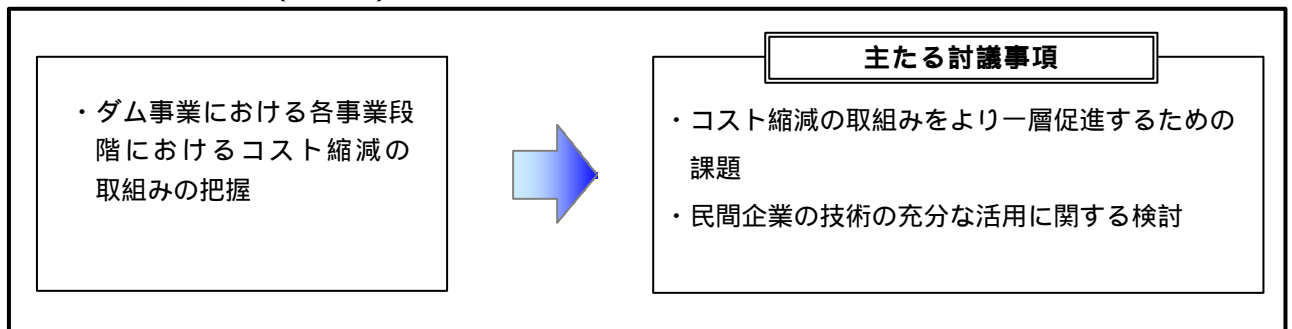 ・ダム事業における各事業段
階におけるコスト縮減の
取組みの把握
主たる討議事項
・コスト縮減の取組みをより一層促進するための
課題
・民間企業の技術の充分な活用に関する検討